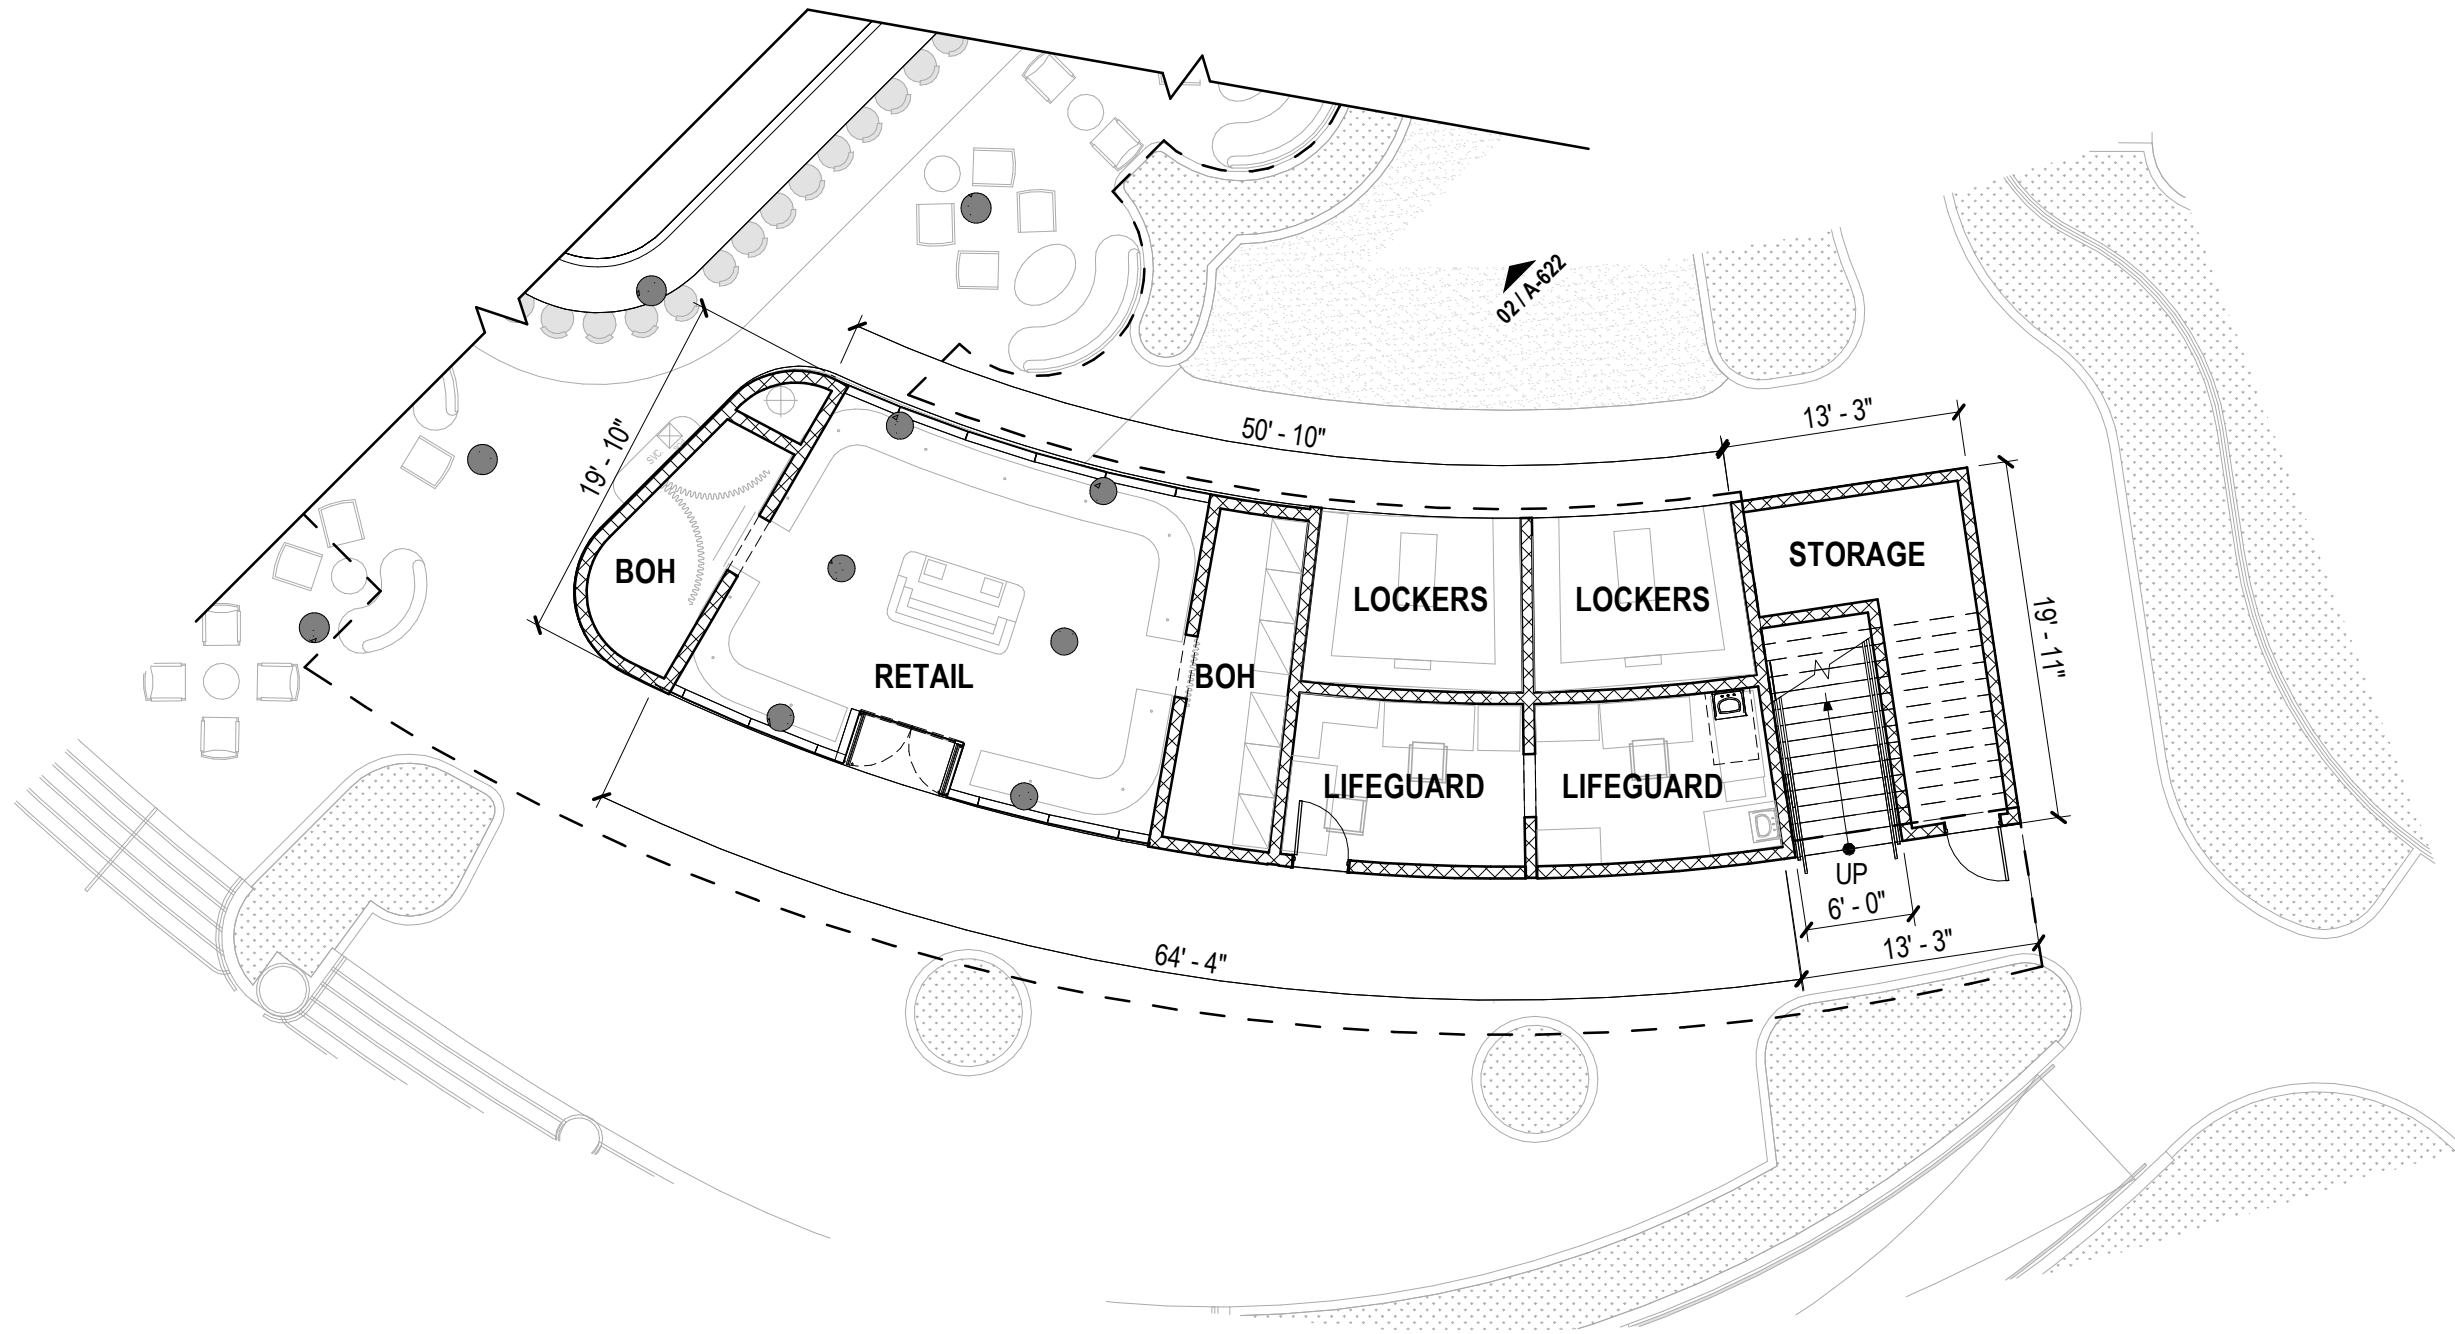 02 / A-622
13' - 3"
50' - 10"
19' - 10"
SVC
BOH
STORAGE
LOCKERS
LOCKERS
19' - 11"
RETAIL
BOH
LIFEGUARD
LIFEGUARD
UP
6' - 0"
13' - 3"
64' - 4"